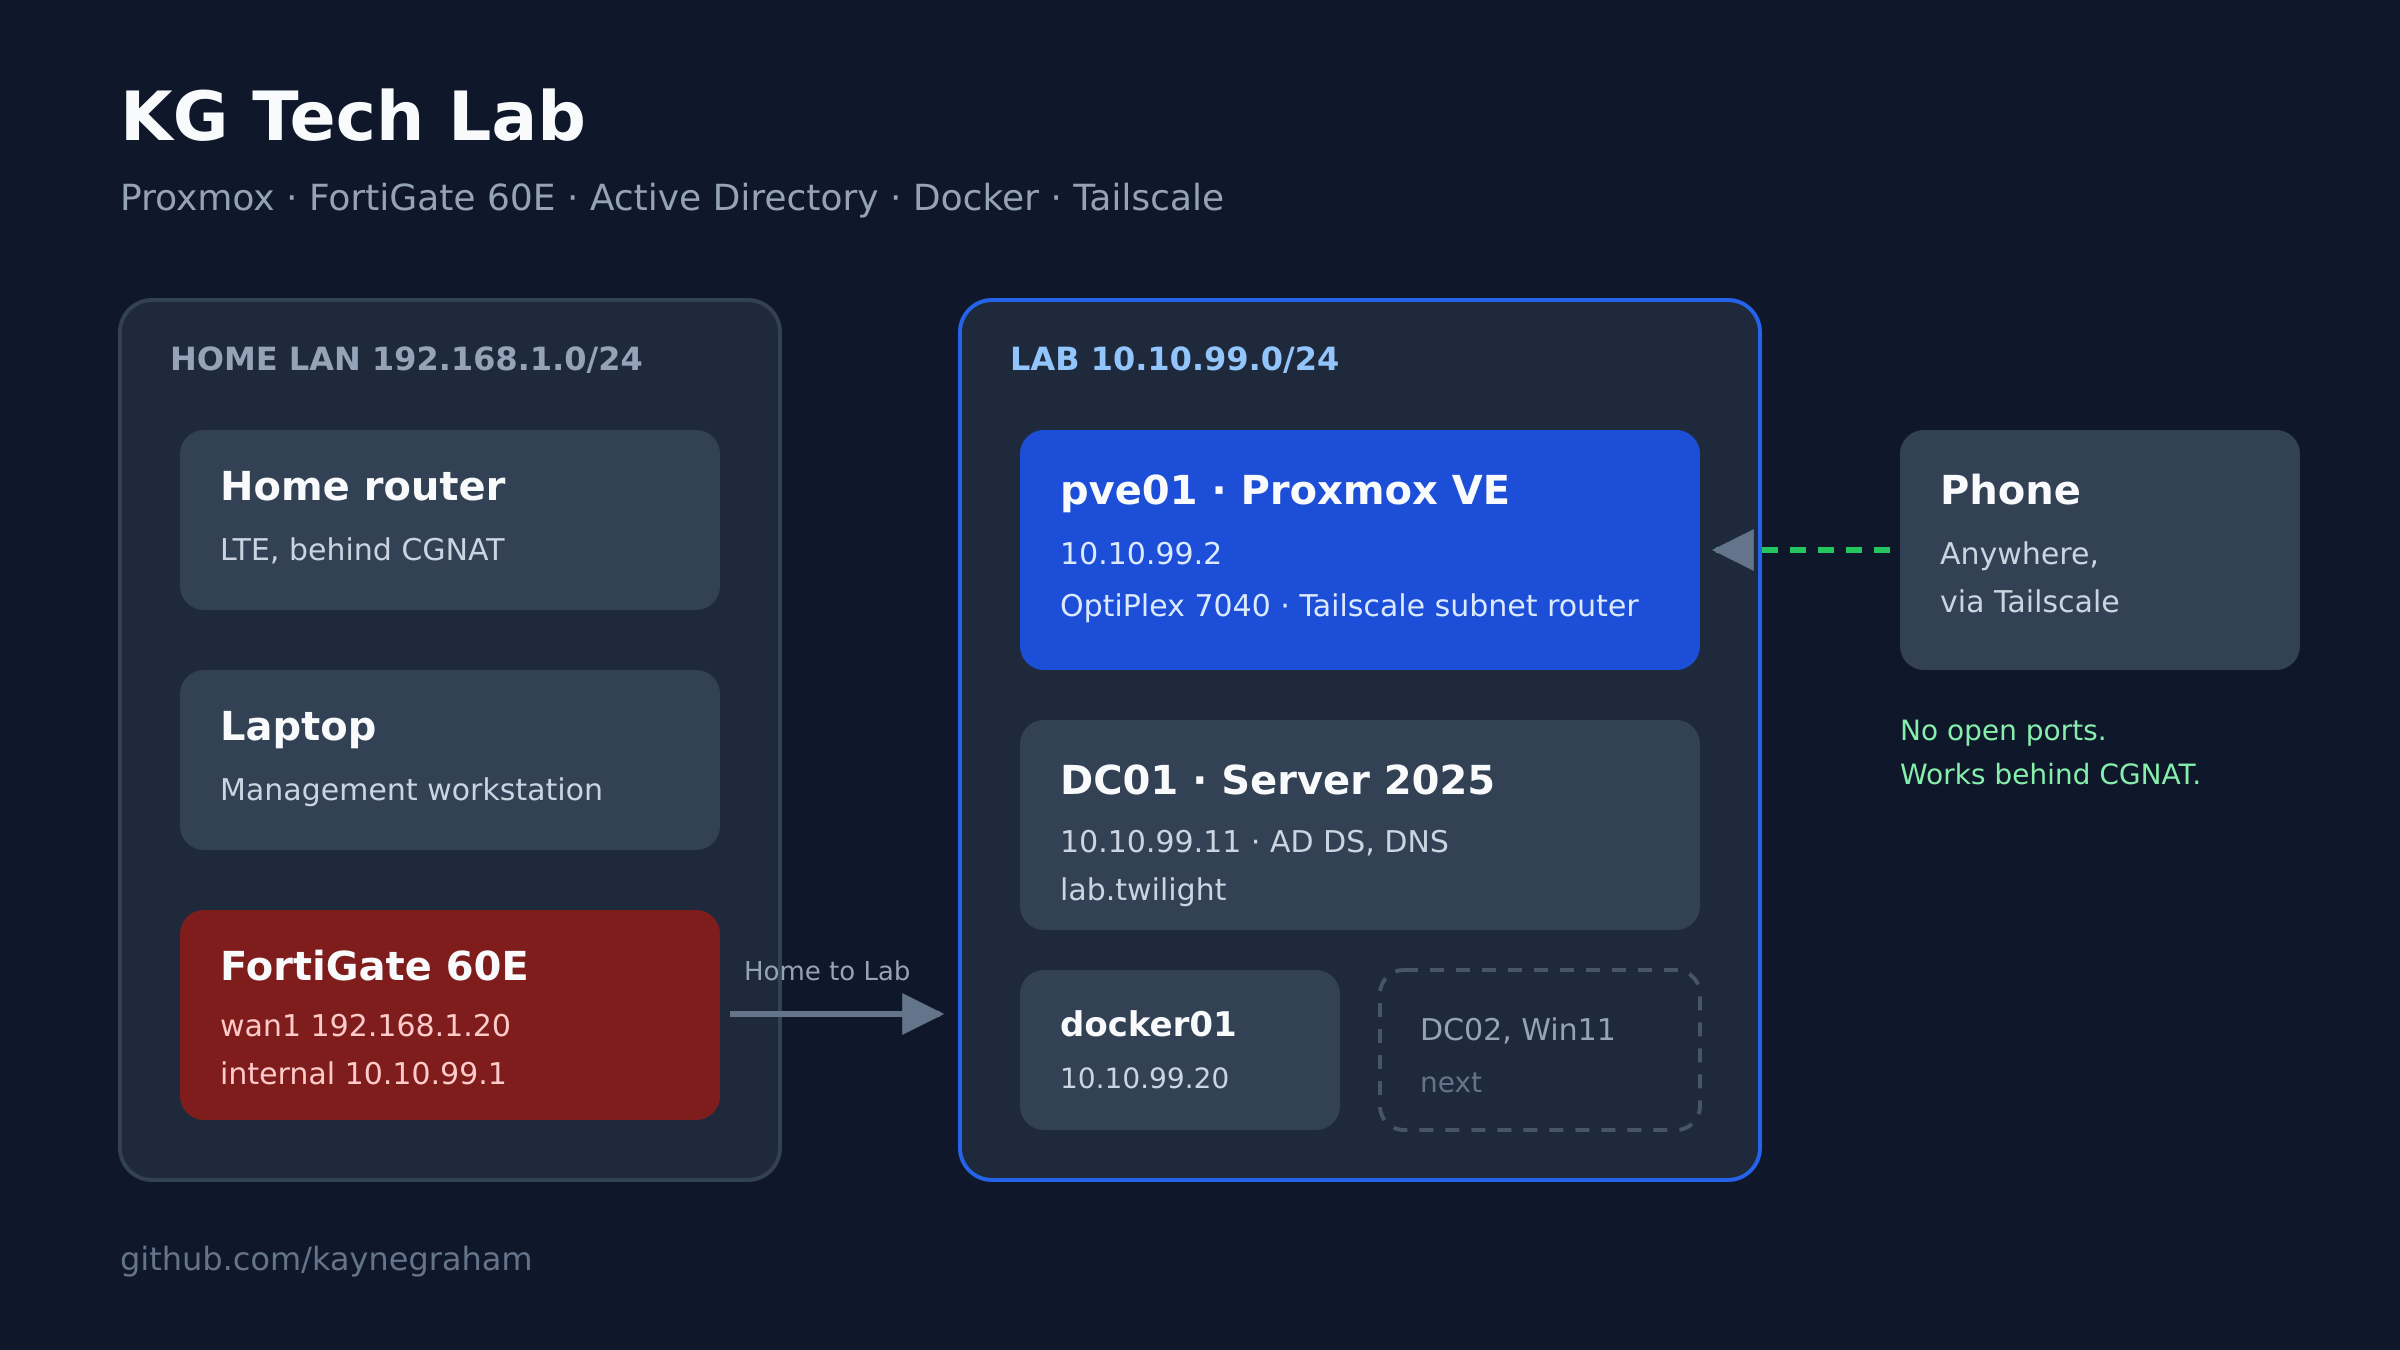 KG Tech Lab
Proxmox · FortiGate 60E · Active Directory · Docker · Tailscale
HOME LAN 192.168.1.0/24
Home router
LTE, behind CGNAT
Laptop
Management workstation
FortiGate 60E
wan1 192.168.1.20
internal 10.10.99.1
Home to Lab
LAB 10.10.99.0/24
pve01 · Proxmox VE
10.10.99.2
OptiPlex 7040 · Tailscale subnet router
DC01 · Server 2025
10.10.99.11 · AD DS, DNS
lab.twilight
docker01
10.10.99.20
DC02, Win11
next
Phone
Anywhere,
via Tailscale
No open ports.
Works behind CGNAT.
github.com/kaynegraham